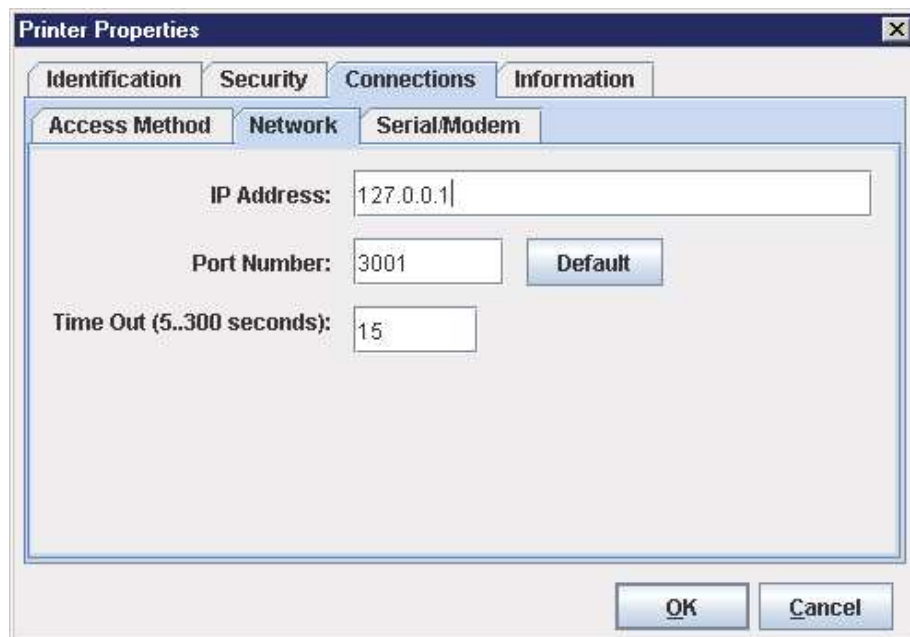 Printer Properties
Identification Security Connections Information
Access Method Network Serial/Modem
IP Address: 127.0.0.1
Port Number: 3001 Default
Time Out (5..300 seconds): 15
OK Cancel